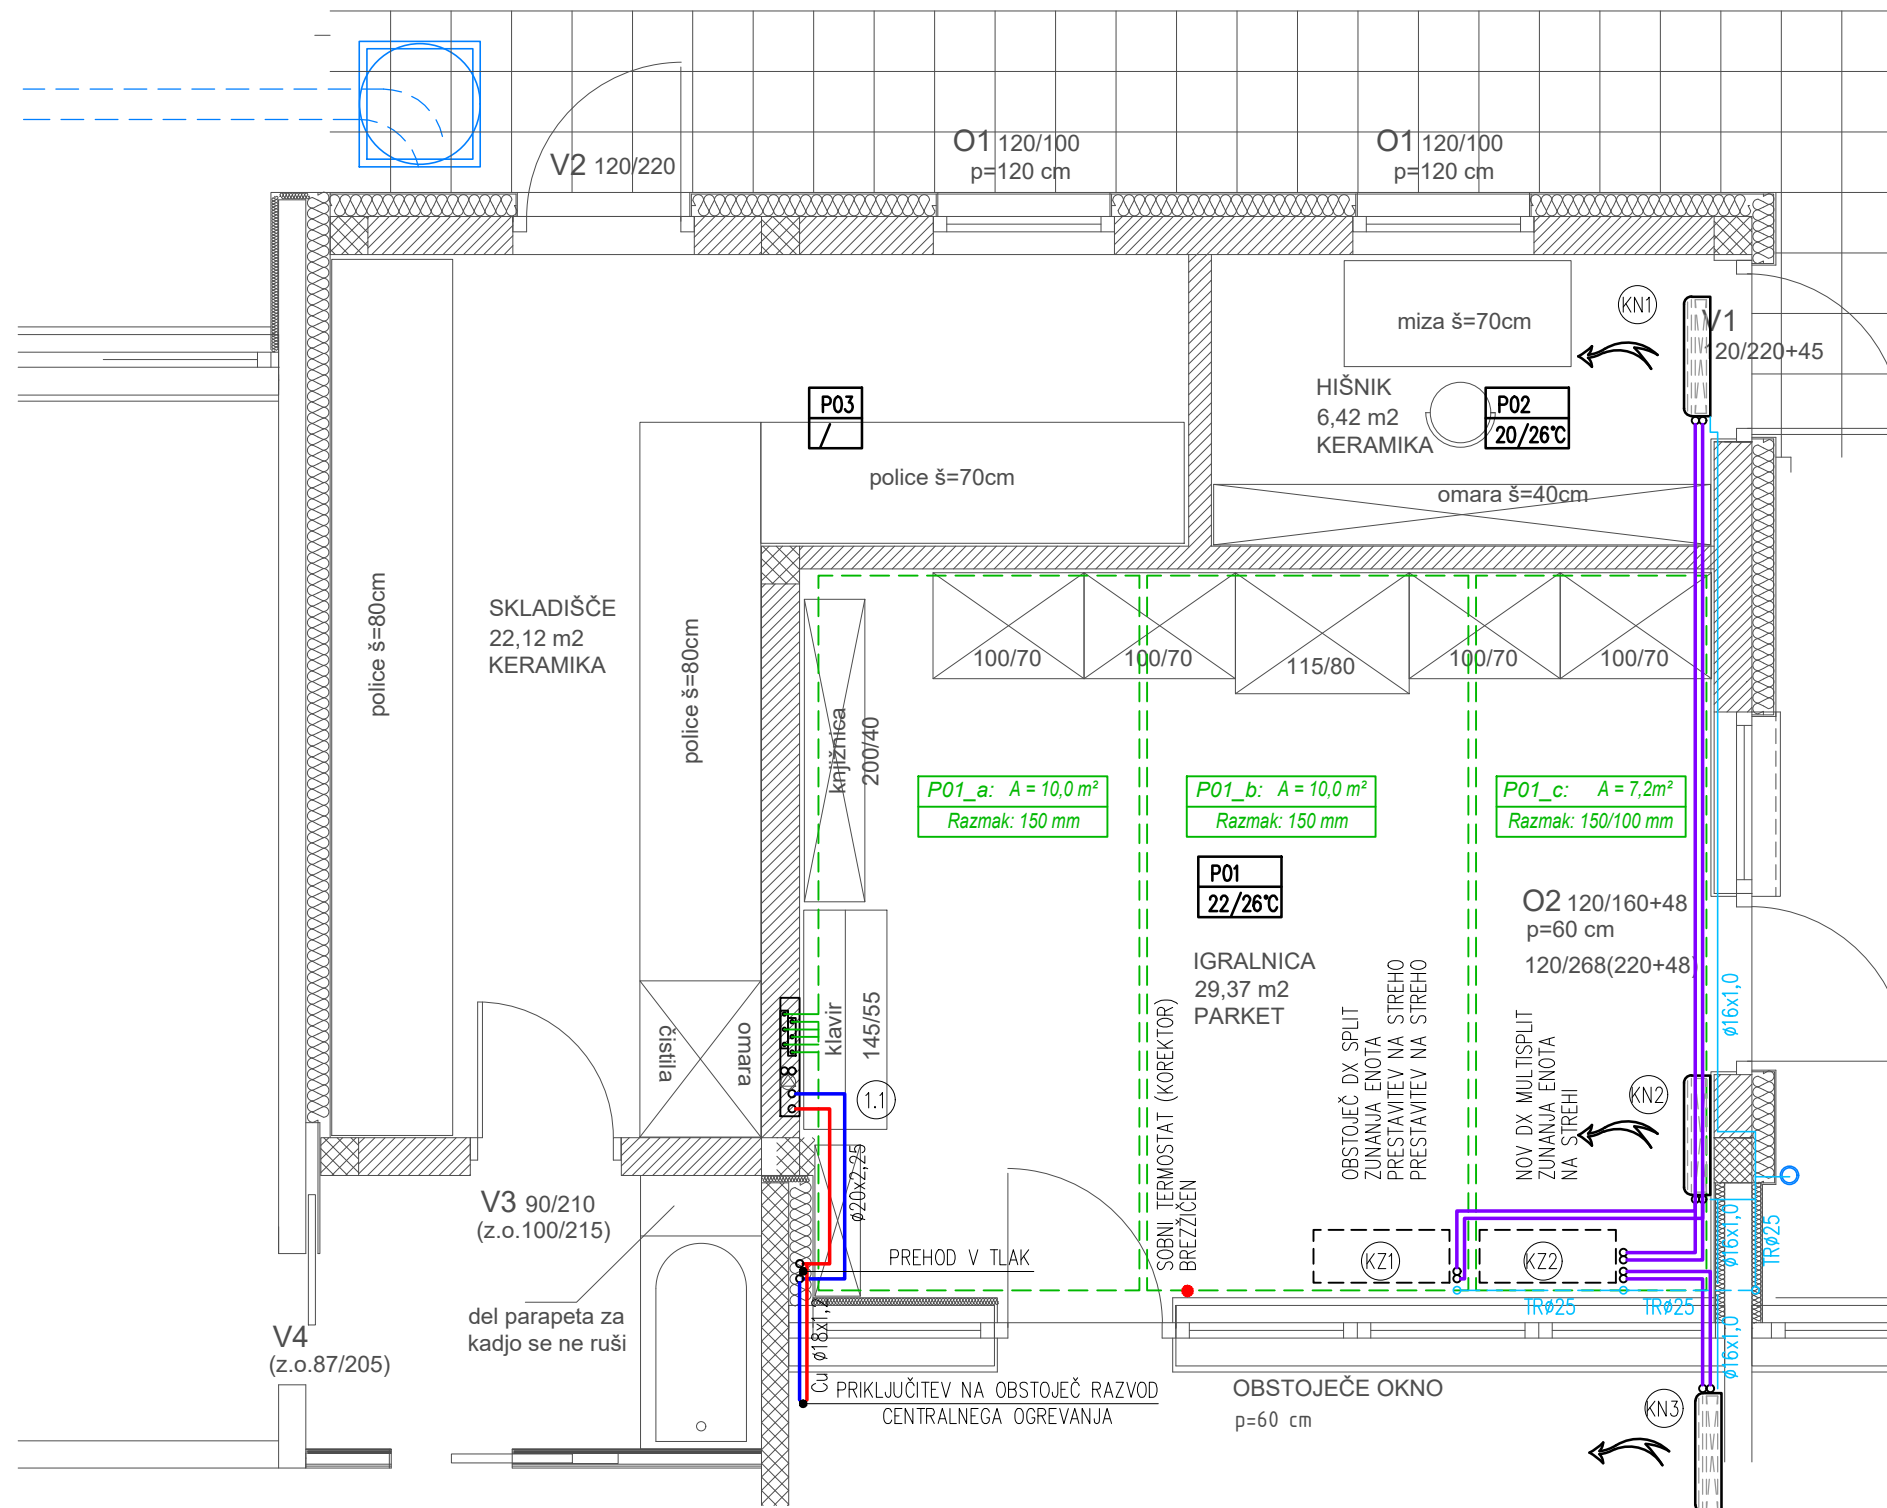 V2 120/220
O1 120/100
p=120 cm
O1 120/100
p=120 cm
miza š=70cm
KN1
V1
120/220+45
HIŠNIK
6,42 m2
KERAMIKA
P02
20/26°C
P03
/
police š=70cm
omara š=40cm
police š=80cm
SKLADIŠČE
22,12 m2
KERAMIKA
police š=80cm
knjižnica
200/40
100/70
100/70
115/80
100/70
100/70
P01_a: A = 10,0 m²
Razmak: 150 mm
P01_b: A = 10,0 m²
Razmak: 150 mm
P01_c: A = 7,2m²
Razmak: 150/100 mm
P01
22/26°C
O2 120/160+48
p=60 cm
120/268(220+48)
IGRALNICA
29,37 m2
PARKET
ø16x1,0
klavir
145/55
1.1
omara
čistila
SOBNI TERMOSTAT (KOREKTOR)
BREŽŽIČEN
OBSTOJEČ DX SPLIT
ZUNANJA ENOTA
PRESTAVITEV NA STREHO
PRESTAVITEV NA STREHO
NOV DX MULTISPLIT
ZUNANJA ENOTA
NA STREHI
KN2
V3 90/210
(z.o.100/215)
ø20x2,25
PREHOD V TLAK
KZ1
KZ2
ø16x1,0
TRø25
TRø25
TRø25
del parapeta za
kadjo se ne ruši
V4
(z.o.87/205)
Cu ø18x1,2
ø16x1,0
PRIKLJUČITEV NA OBSTOJEČ RAZVOD
CENTRALNEGA OGREVANJA
OBSTOJEČE OKNO
p=60 cm
KN3